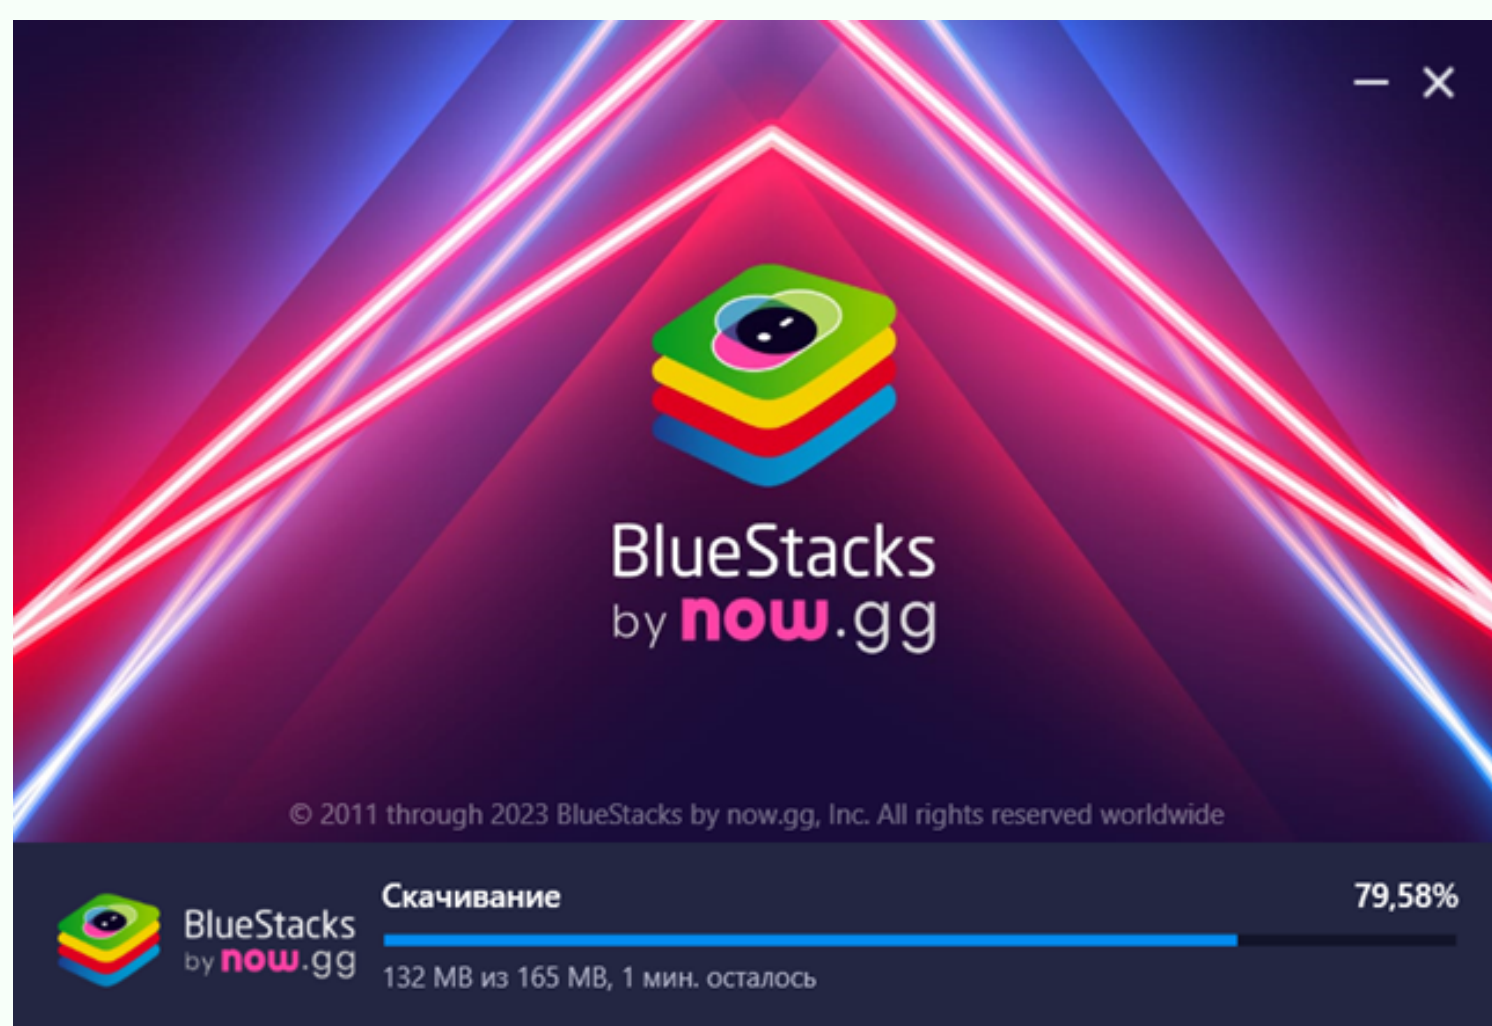 BlueStacks
by now.gg
© 2011 through 2023 BlueStacks by now.gg, Inc. All rights reserved worldwide
BlueStacks
by now.gg
Скачивание
79,58%
132 MB из 165 MB, 1 мин. осталось